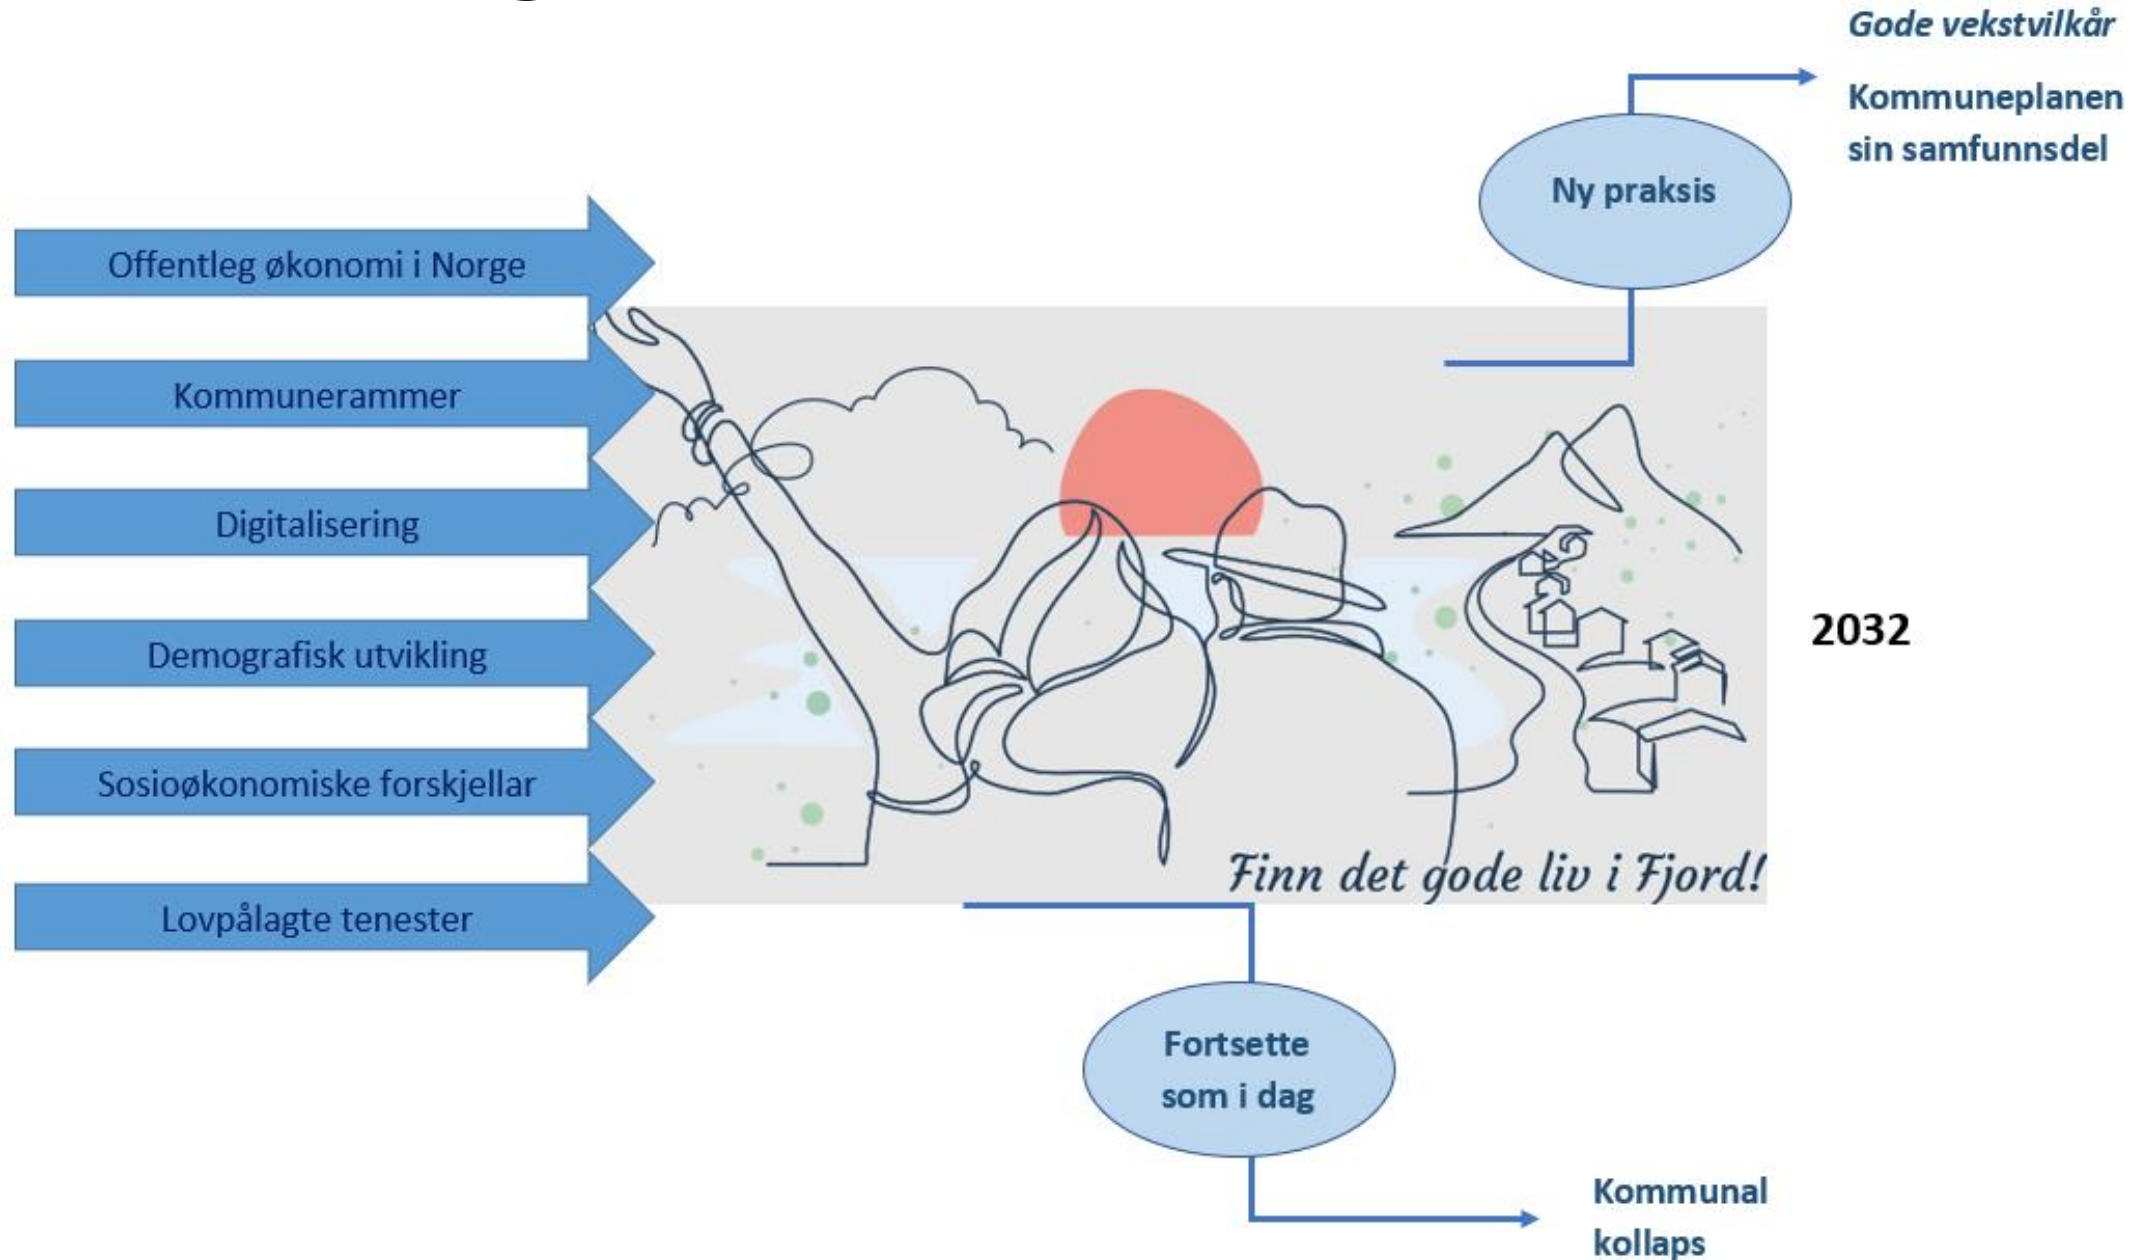 Gode vekstvilkår
Kommuneplanen
sin samfunnsdel
Ny praksis
Offentleg økonomi i Norge
Kommunerammer
Digitalisering
Demografisk utvikling
Sosioøkonomiske forskjellar
Lovpålagte tenester
2032
Finn det gode liv i Fjord!
Fortsette
som i dag
Kommunal
kollaps